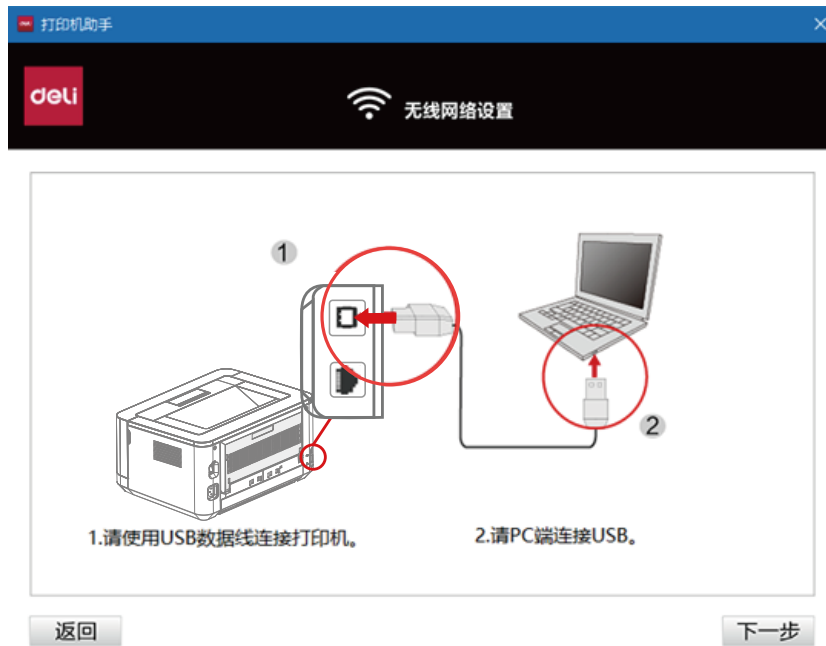 打印机助手
deli
无线网络设置
1
2
1.请使用USB数据线连接打印机。
2.请PC端连接USB。
返回
下一步